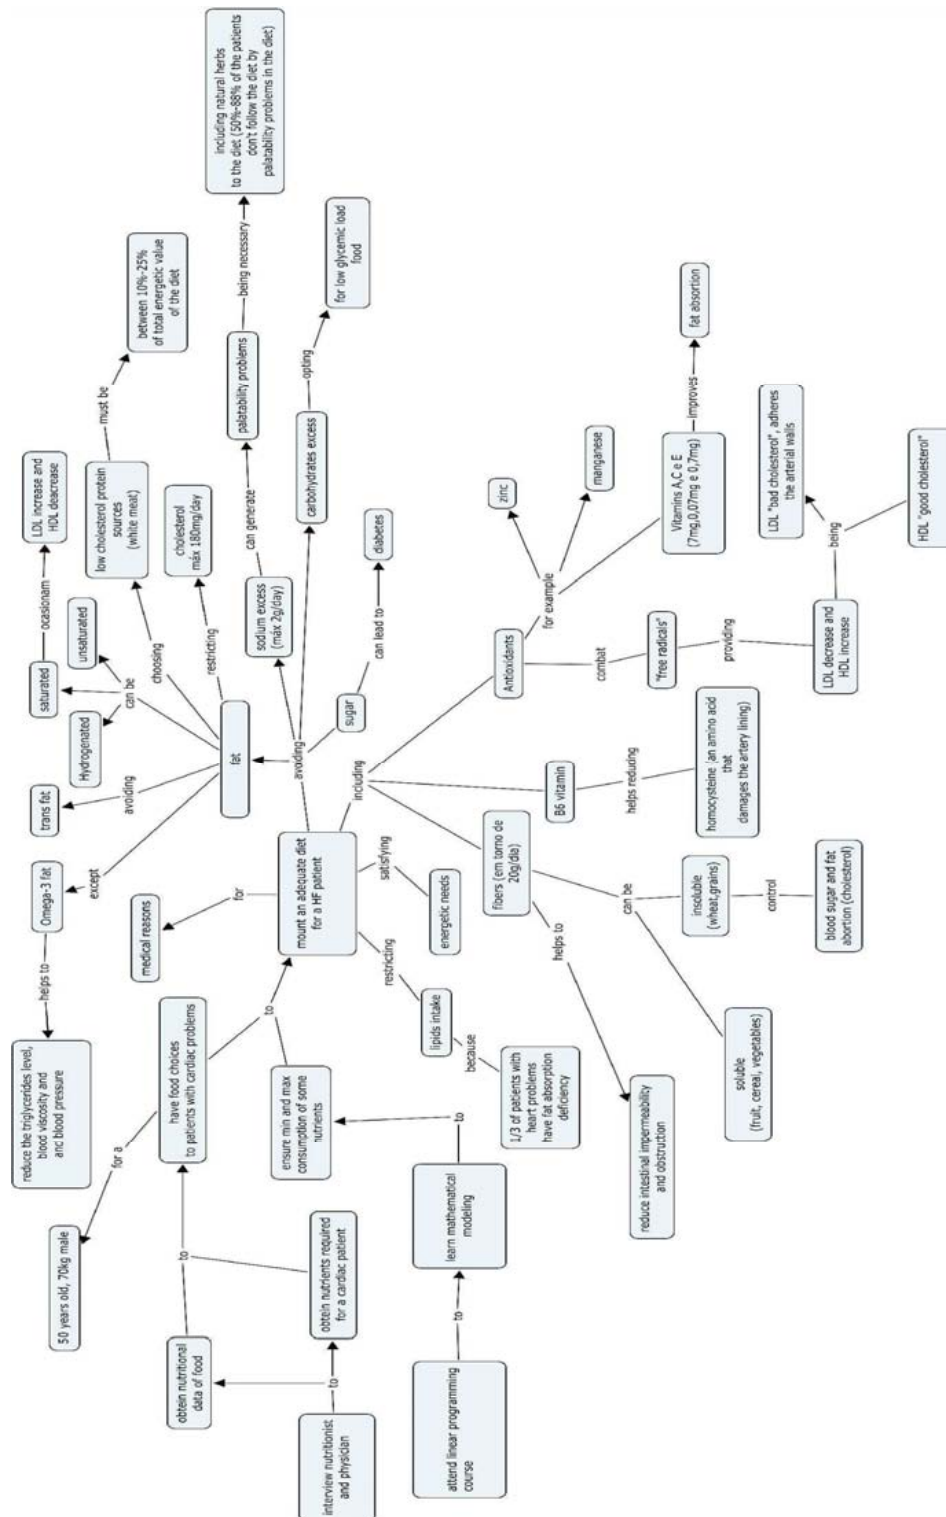 reduce the triglycerides level,
blood viscosity and
and blood pressure
helps to
Omega-3 fat
except
trans fat
avoiding
Hydrogenated
saturated
unsaturated
can be
ocasionam
LDL increase and
HDL deacrease
choosing
low cholesterol protein
sources
(white meat)
must be
between 10%-25%
of total energetic value
of the diet
restricting
cholesterol
máx 180mg/day
fat
50 years old, 70kg male
for a
have food choices
to patients with cardiac problems
to
medical reasons
for
mount an adequate diet
for a HF patient
avoiding
sodium excess
(máx 2g/day)
can generate
palatability problems
being necessary
including natural herbs
to the diet (50%-88% of the patients
don't follow the diet by
palatability problems in the diet)
carbohydrates excess
opting
for low glycemic load
food
sugar
can lead to
diabetes
obtein nutritional
data of food
to
obtein nutrients required
for a cardiac patient
to
interview nutritionist
and physician
ensure min and max
consumption of some
nutrients
to
learn mathematical
modeling
to
attend linear programming
course
satisfying
energetic needs
restricting
lipids intake
because
1/3 of patients with
heart problems
have fat absorption
deficiency
including
fibers (em torno de
20g/dia)
helps to
reduce intestinal impermeability
and obstruction
can be
soluble
(fruit, cereal, vegetables)
insoluble
(wheat,grains)
control
blood sugar and fat
abortion (cholesterol)
B6 vitamin
helps reducing
homocysteine (an amino acid
that
damages the artery lining)
Antioxidants
for example
zinc
manganese
Vitamins A,C e E
(7mg,0,07mg e 0,7mg)
improves
fat absortion
combat
"free radicals"
providing
LDL decrease and
HDL increase
being
LDL "bad cholesterol", adheres
the arterial walls
HDL "good cholesterol"